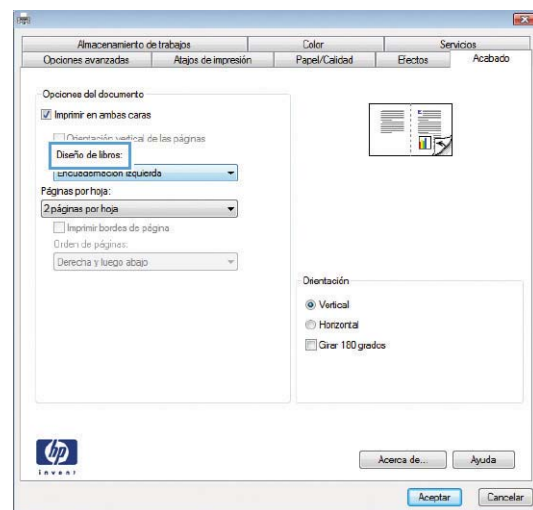 Almacenamiento de trabajos Color Servicios
Opciones avanzadas Atajos de impresión Papel/Calidad Efectos Acabado
Opciones del documento
Imprimir en ambas caras
Orientación vertical de las páginas
Diseño de libros:
Encuadernación izquierda
Páginas por hoja:
2 páginas por hoja
Imprimir bordes de página
Orden de páginas:
Derecha y luego abajo
Orientación
Vertical
Horizontal
Girar 180 grados
hp
invent
Acerca de... Ayuda
Aceptar Cancelar